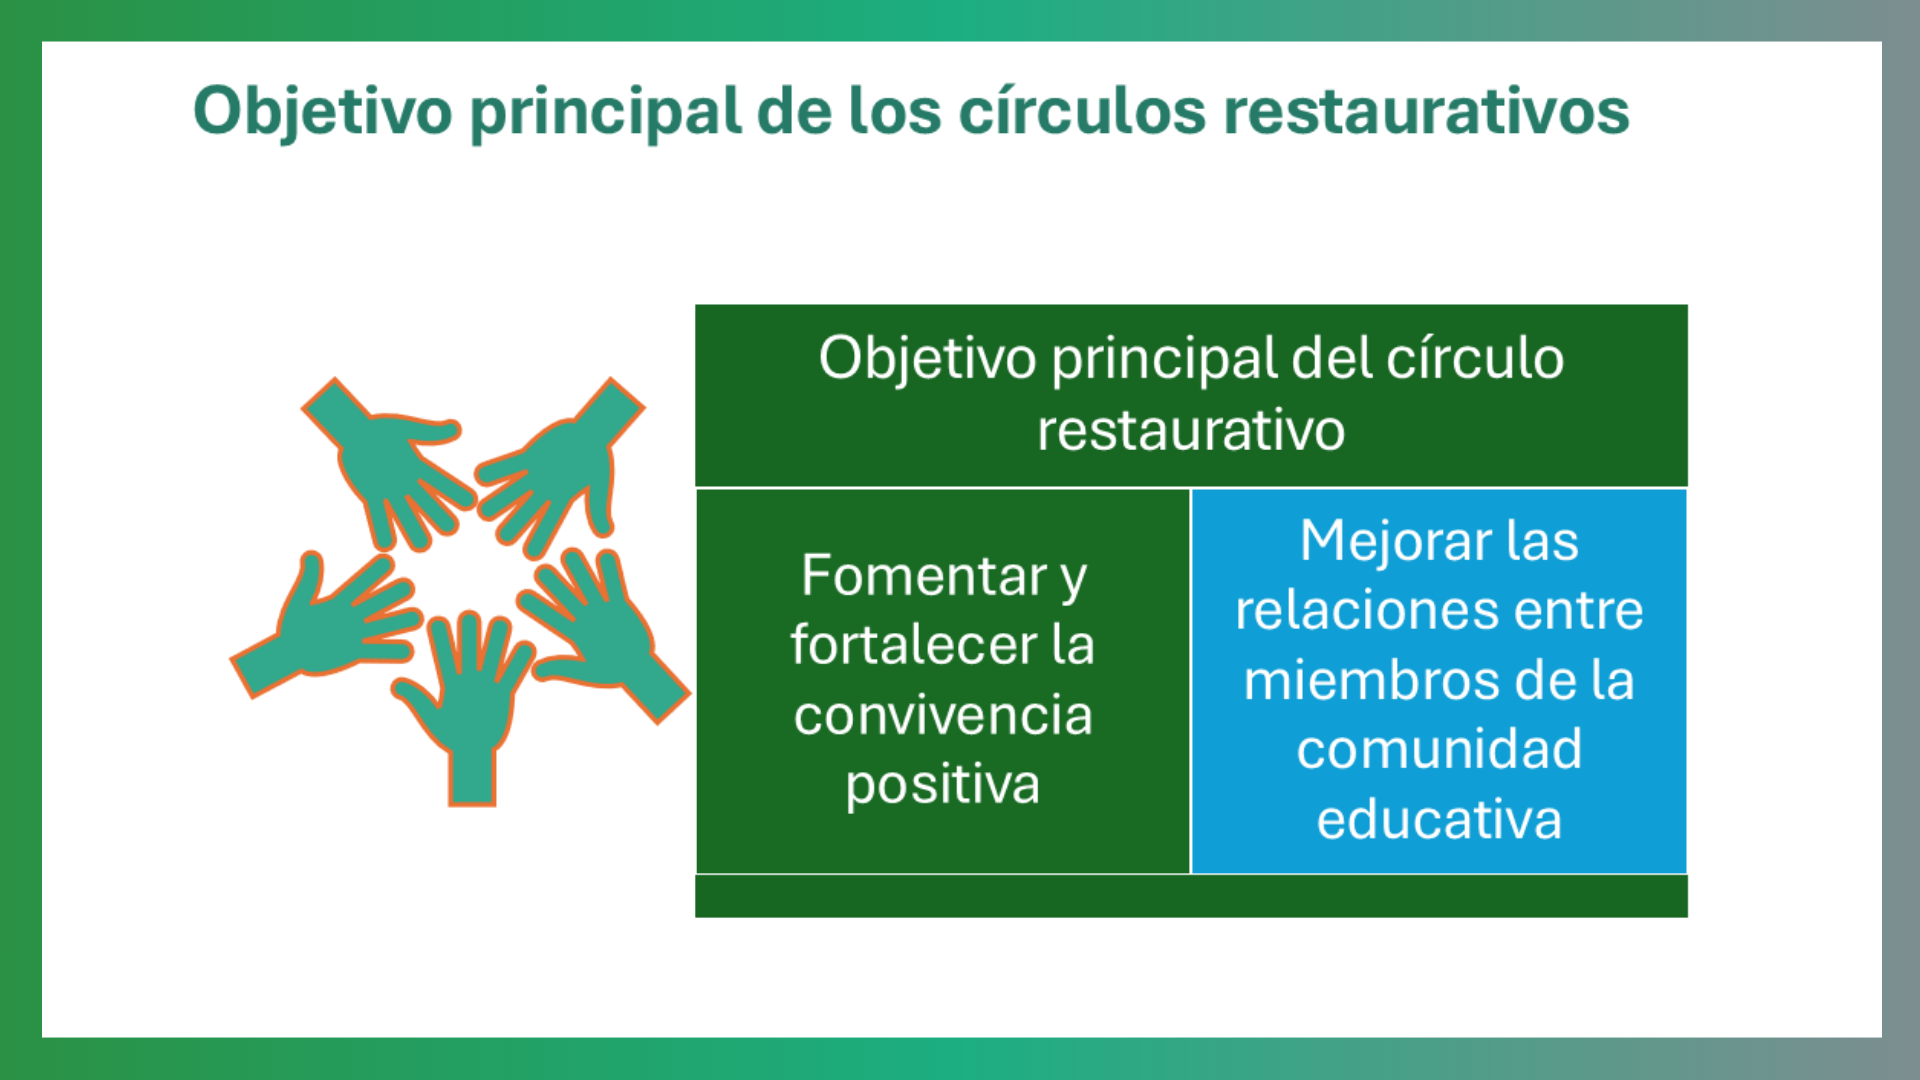 Objetivo principal de los círculos restaurativos
Objetivo principal del círculo
restaurativo
Fomentar y
fortalecer la
convivencia
positiva
Mejorar las
relaciones entre
miembros de la
comunidad
educativa